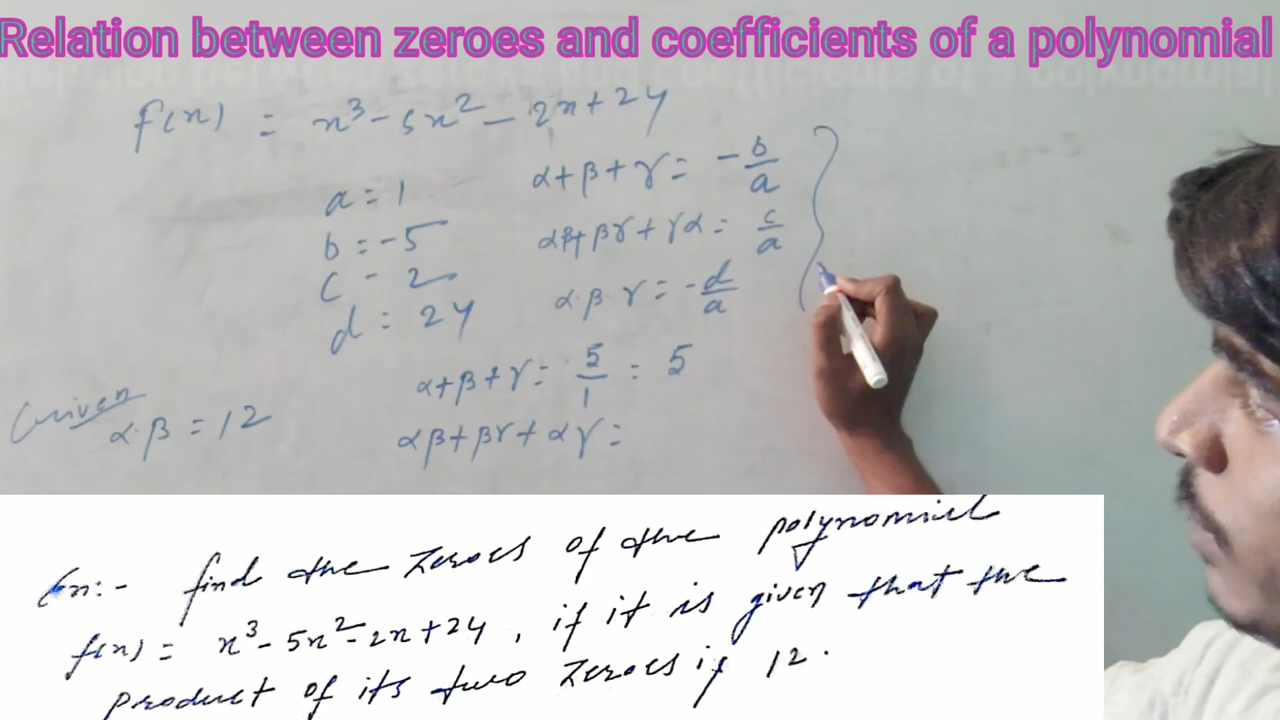 Relation between zeroes and coefficients of a polynomial
f(x) = x³ - 5x² - 2x + 24
a = 1
α + β + γ = - b/a
b = -5
αβ + βγ + γα = c/a
c - 2
α · β · γ = - d/a
d = 24
α + β + γ = 5/1 = 5
Given
α · β = 12
αβ + βγ + αγ =
Ex:- find the zeroes of the polynomial
f(x) = x³ - 5x² - 2x + 24 , if it is given that the
product of its two zeroes is 12 .